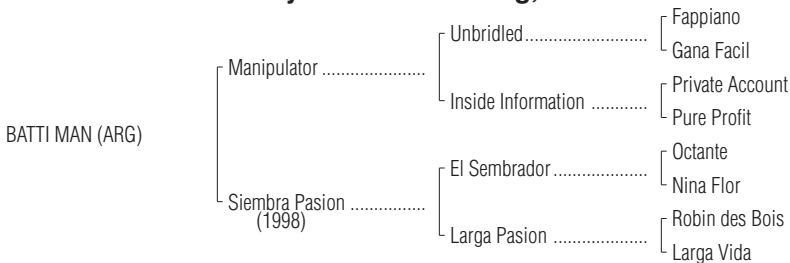 Fappiano
Unbridled......................
Gana Facil
Manipulator ......................
Private Account
Inside Information ............
Pure Profit
BATTI MAN (ARG)
Octante
El Sembrador....................
Nina Flor
Siembra Pasion ................
(1998)
Robin des Bois
Larga Pasion ....................
Larga Vida